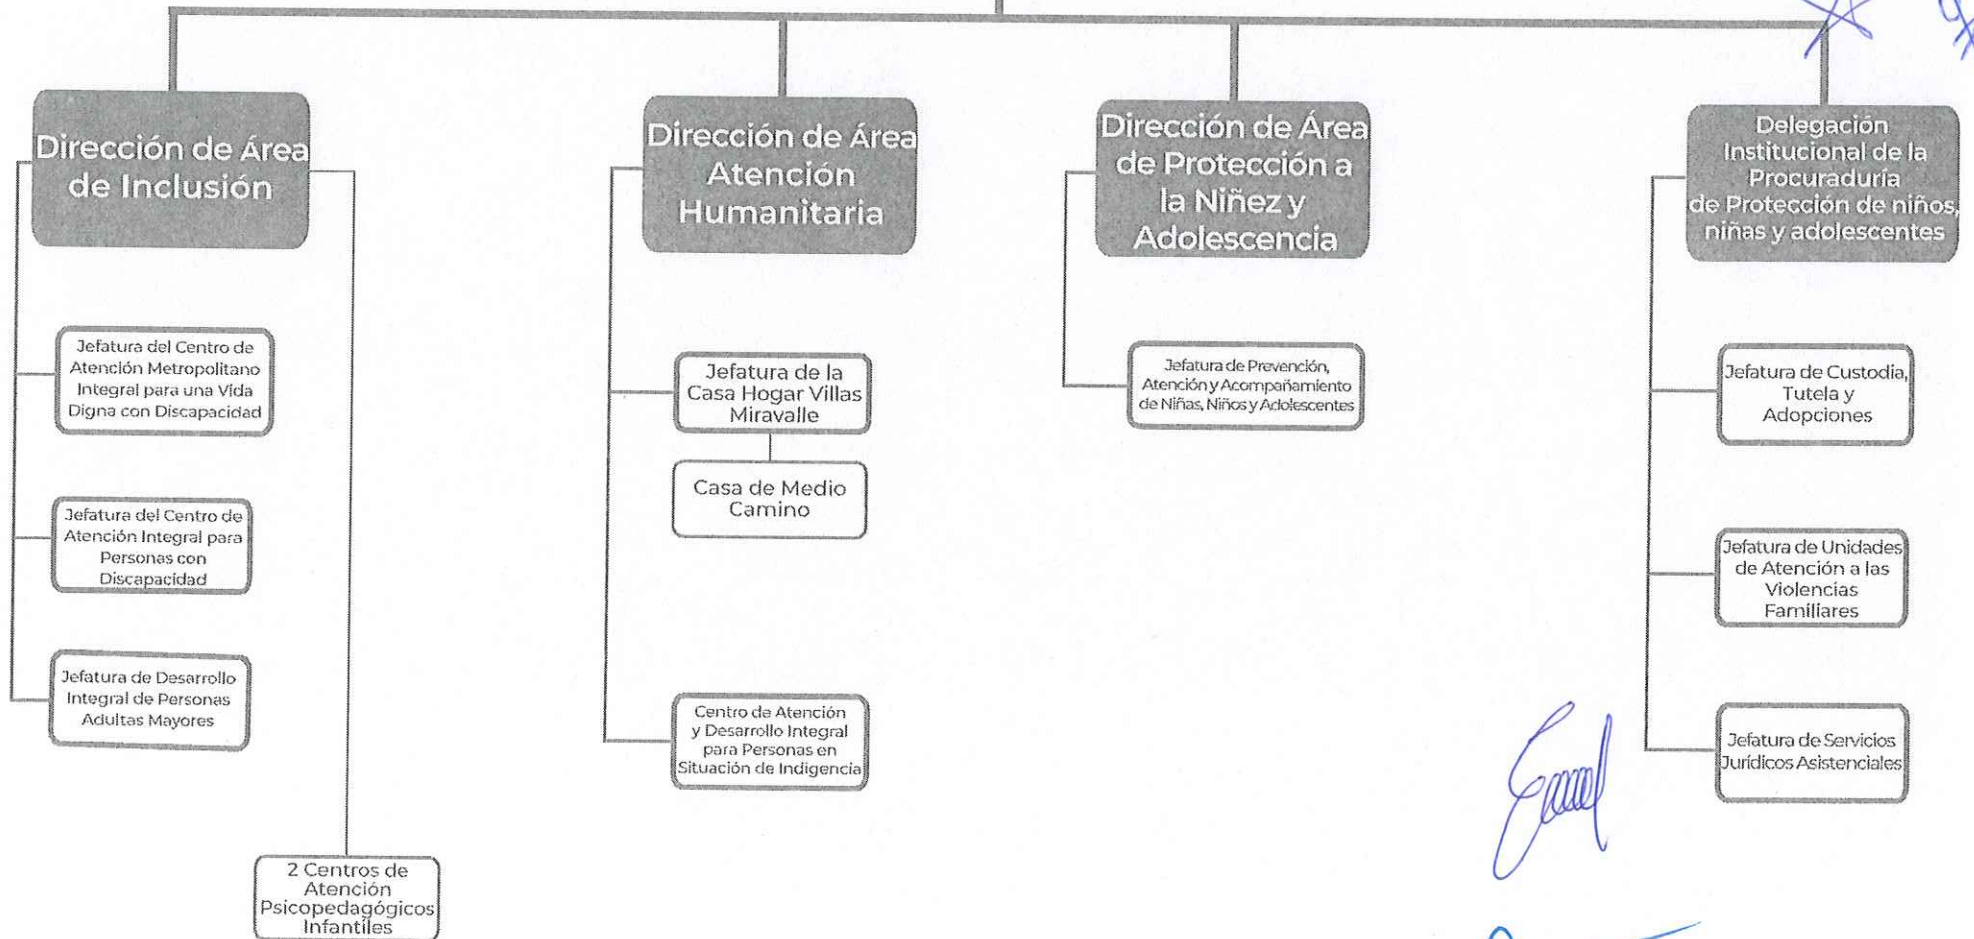 Dirección de Área
de Inclusión
Jefatura del Centro de
Atención Metropolitano
Integral para una Vida
Digna con Discapacidad
Jefatura del Centro de
Atención Integral para
Personas con
Discapacidad
Jefatura de Desarrollo
Integral de Personas
Adultas Mayores
2 Centros de
Atención
Psicopedagógicos
Infantiles
Dirección de Área
Atención
Humanitaria
Jefatura de la
Casa Hogar Villas
Miravalle
Casa de Medio
Camino
Centro de Atención
y Desarrollo Integral
para Personas en
Situación de Indigencia
Dirección de Área
de Protección a
la Niñez y
Adolescencia
Jefatura de Prevención,
Atención y Acompañamiento
de Niñas, Niños y Adolescentes
Delegación
Institucional de la
Procuraduría
de Protección de niños,
niñas y adolescentes
Jefatura de Custodia,
Tutela y
Adopciones
Jefatura de Unidades
de Atención a las
Violencias
Familiares
Jefatura de Servicios
Jurídicos Asistenciales